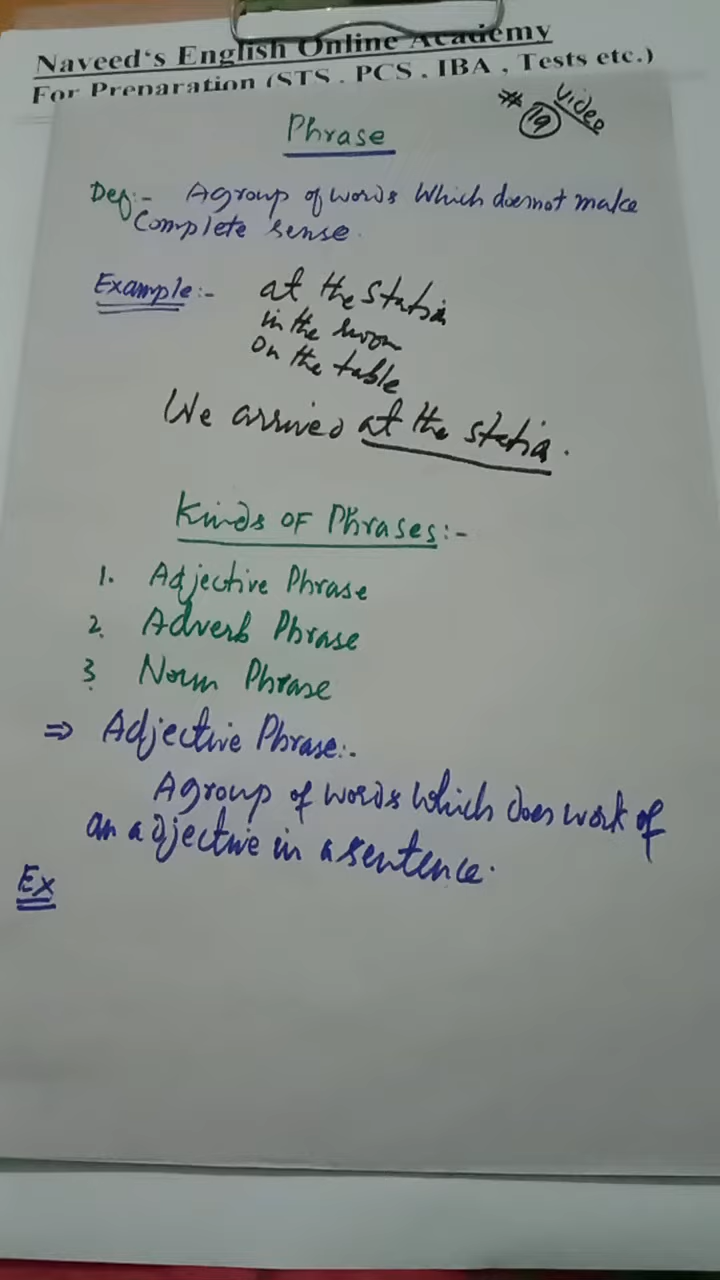 Naveed's English Online Academy
For Preparation (STS . PCS . IBA , Tests etc.)
# 19 Video
Phrase
Def:- A group of words Which doesnot make
Complete sense.
Example:- at the Station
in the room
on the table
We arrived at the station.
Kinds OF Phrases:-
1. Adjective Phrase
2. Adverb Phrase
3. Noun Phrase
⇒ Adjective Phrase:-
A group of words Which does work of
an adjective in a sentence.
Ex